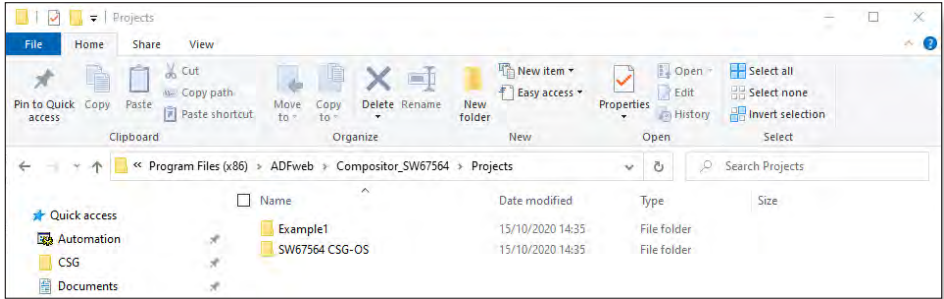 Projects
File Home Share View
Pin to Quick access
Copy
Paste
Cut
Copy path
Paste shortcut
Clipboard
Move to
Copy to
Delete
Rename
Organize
New folder
New item
Easy access
New
Properties
Open
Edit
History
Open
Select all
Select none
Invert selection
Select
« Program Files (x86) > ADFweb > Compositor_SW67564 > Projects
Search Projects
Quick access
Automation
CSG
Documents
Name Date modified Type Size
Example1 15/10/2020 14:35 File folder
SW67564 CSG-OS 15/10/2020 14:35 File folder